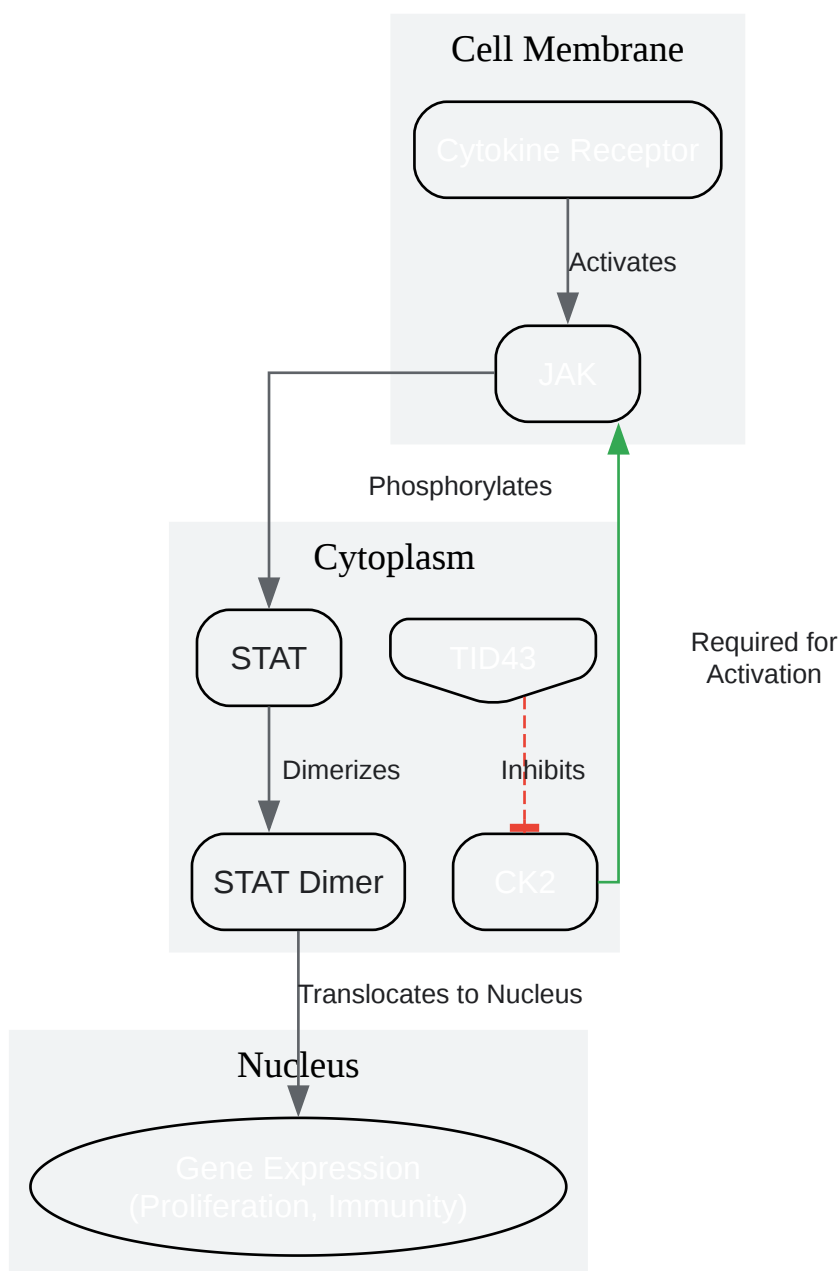 Cell Membrane
Cytokine Receptor
Activates
JAK
Phosphorylates
Cytoplasm
STAT
TID43
Required for
Activation
Dimerizes
Inhibits
STAT Dimer
CK2
Translocates to Nucleus
Nucleus
Gene Expression
(Proliferation, Immunity)